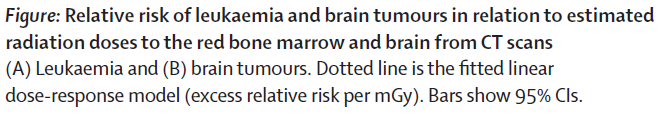 Figure: Relative risk of leukaemia and brain tumours in relation to estimated
radiation doses to the red bone marrow and brain from CT scans
(A) Leukaemia and (B) brain tumours. Dotted line is the fitted linear
dose-response model (excess relative risk per mGy). Bars show 95% CIs.